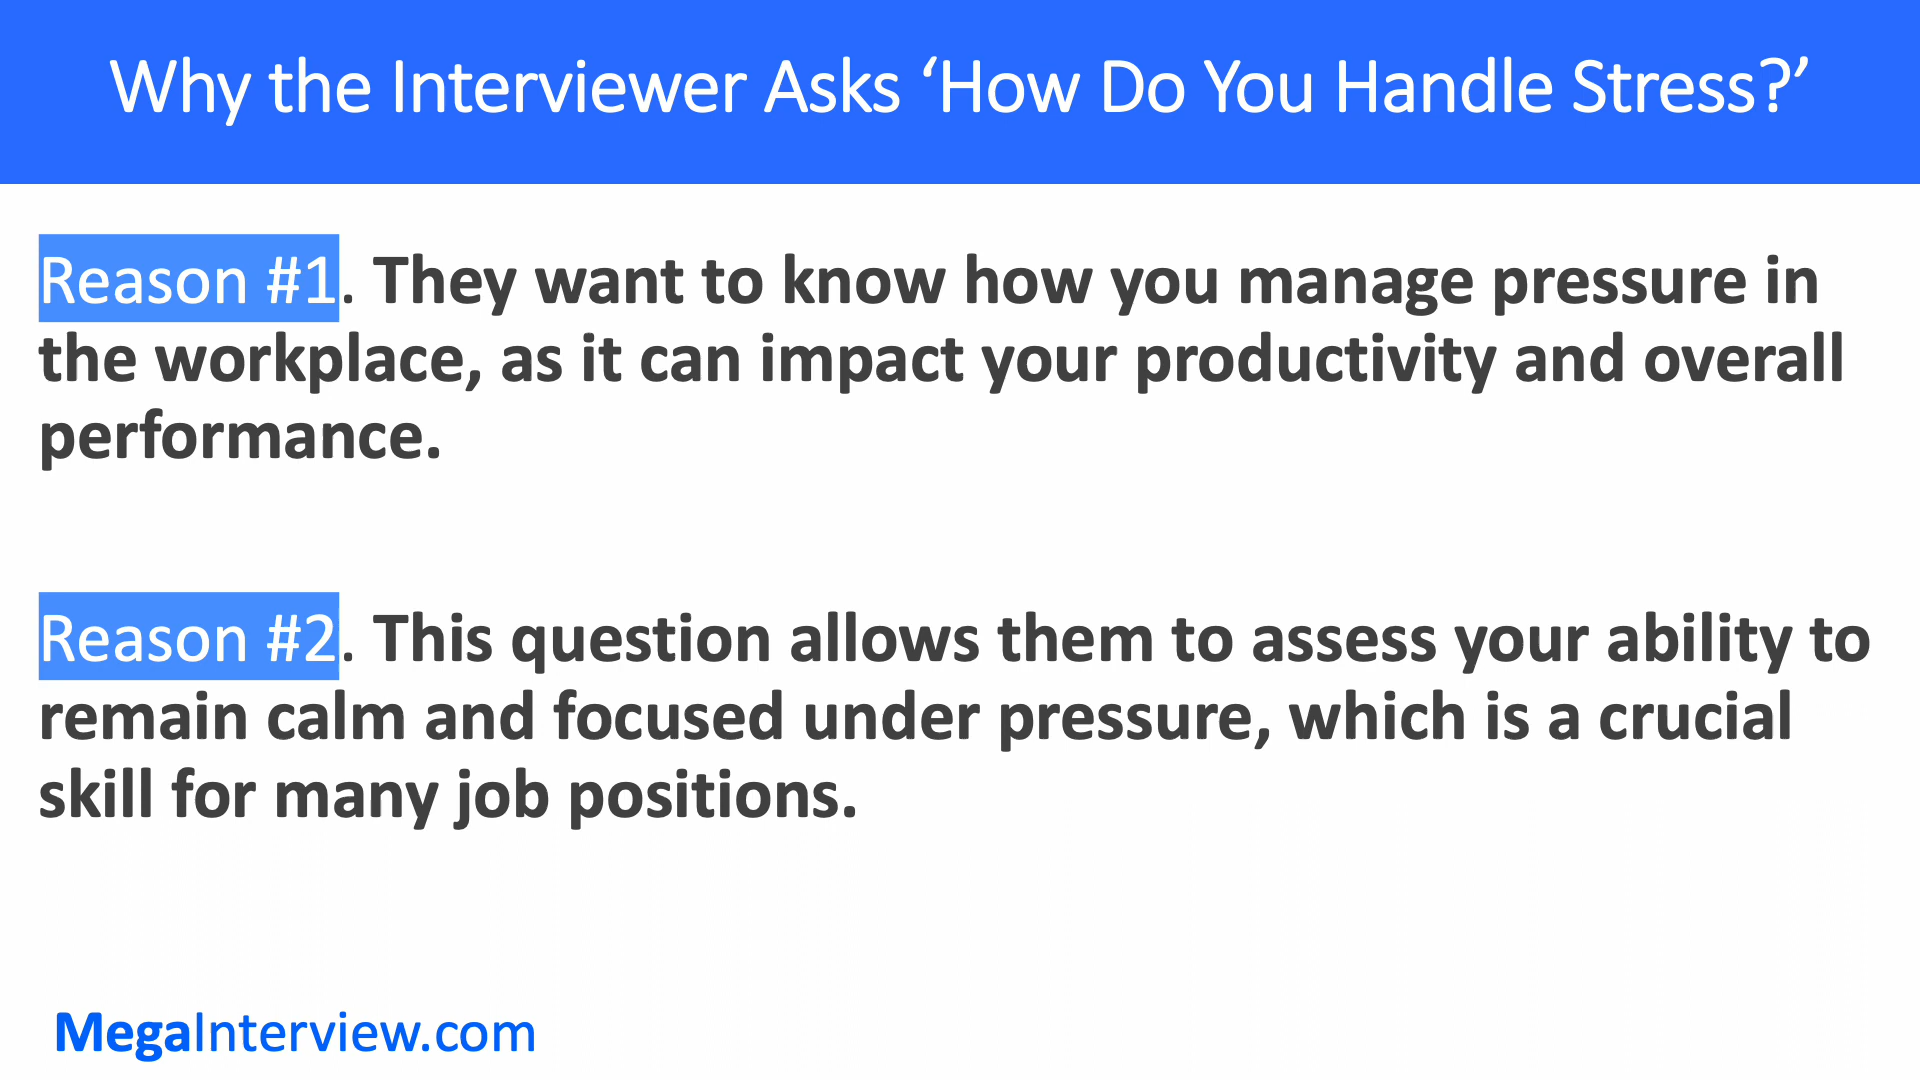 Why the Interviewer Asks ‘How Do You Handle Stress?’
Reason #1. They want to know how you manage pressure in
the workplace, as it can impact your productivity and overall
performance.
Reason #2. This question allows them to assess your ability to
remain calm and focused under pressure, which is a crucial
skill for many job positions.
MegaInterview.com